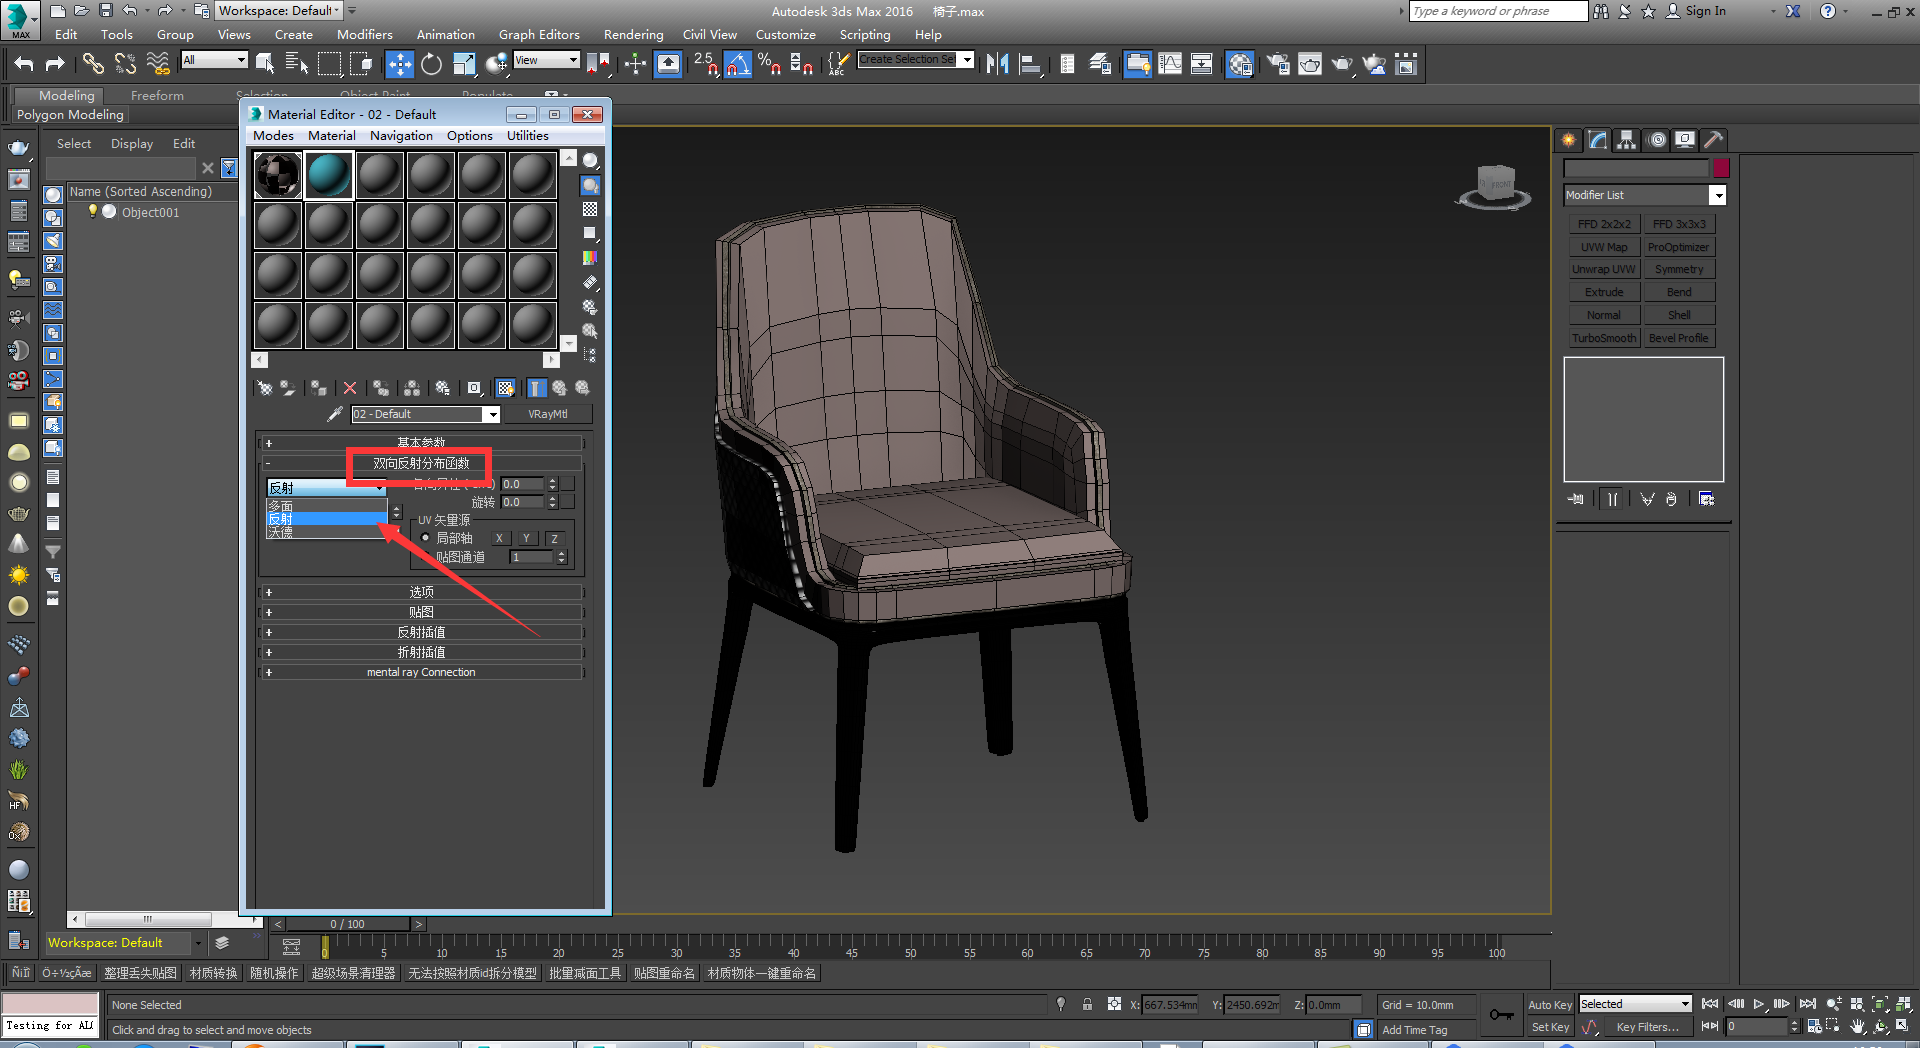 MAX
Workspace: Default
Autodesk 3ds Max 2016 椅子.max
Type a keyword or phrase
Sign In
Edit Tools Group Views Create Modifiers Animation Graph Editors Rendering Civil View Customize Scripting Help
All
View
2.5
Create Selection Set
Modeling Freeform Selection Object Paint Populate
Polygon Modeling
Select Display Edit
Name (Sorted Ascending)
Object001
Material Editor - 02 - Default
Modes Material Navigation Options Utilities
02 - Default
VRayMtl
基本参数
双向反射分布函数
反射
多面
反射
沃德
0.0
旋转 0.0
UV 矢量源
局部轴 X Y Z
贴图通道 1
选项
贴图
反射插值
折射插值
mental ray Connection
FRONT
Modifier List
FFD 2x2x2 FFD 3x3x3
UVW Map ProOptimizer
Unwrap UVW Symmetry
Extrude Bend
Normal Shell
TurboSmooth Bevel Profile
HF
0 / 100
Workspace: Default
0 5 10 15 20 25 30 35 40 45 50 55 60 65 70 75 80 85 90 95 100
整理丢失贴图 材质转换 随机操作 超级场景清理器 无法按照材质id拆分模型 批量减面工具 贴图重命名 材质物体一键重命名
None Selected
X: 667.534mm Y: 2450.692m Z: 0.0mm Grid = 10.0mm
Auto Key Selected
Testing for ALL
Click and drag to select and move objects
Add Time Tag
Set Key Key Filters...
0